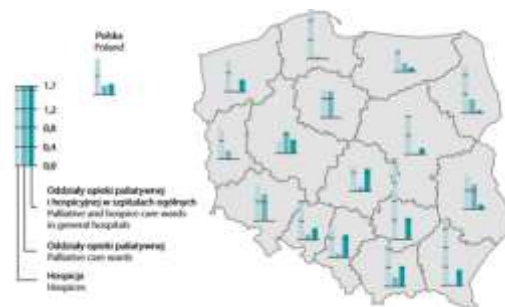 Polska
Poland
1,7
1,2
0,8
0,4
0,0
Oddziały opieki paliatywnej
i hospicyjnej w szpitalach ogólnych
Palliative and hospice care wards
in general hospitals
Oddziały opieki paliatywnej
Palliative care wards
Hospicja
Hospices